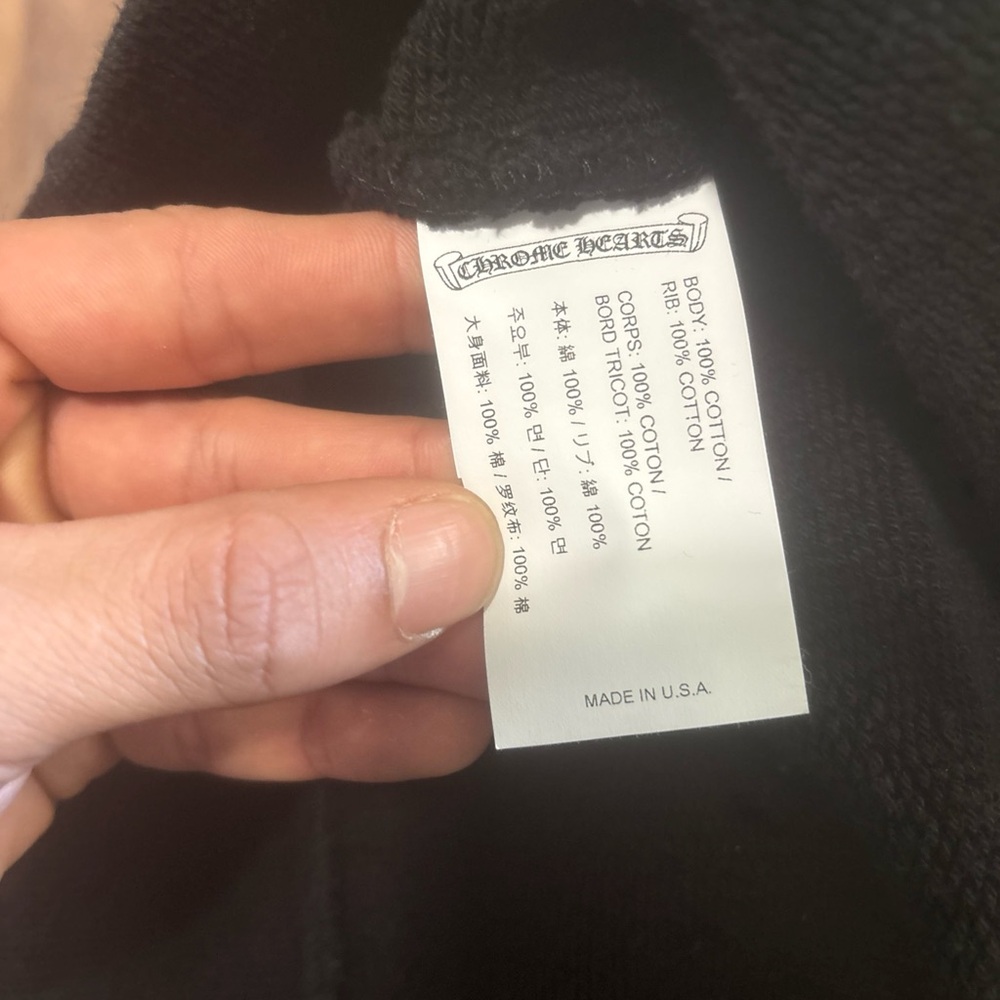 CHROME HEARTS
BODY: 100% COTTON /
RIB: 100% COTTON
CORPS: 100% COTON /
BORD TRICOT: 100% COTON
本体: 綿 100% / リブ: 綿 100%
주요부: 100% 면 / 단: 100% 면
大身面料: 100% 棉 / 罗纹布: 100% 棉
MADE IN U.S.A.